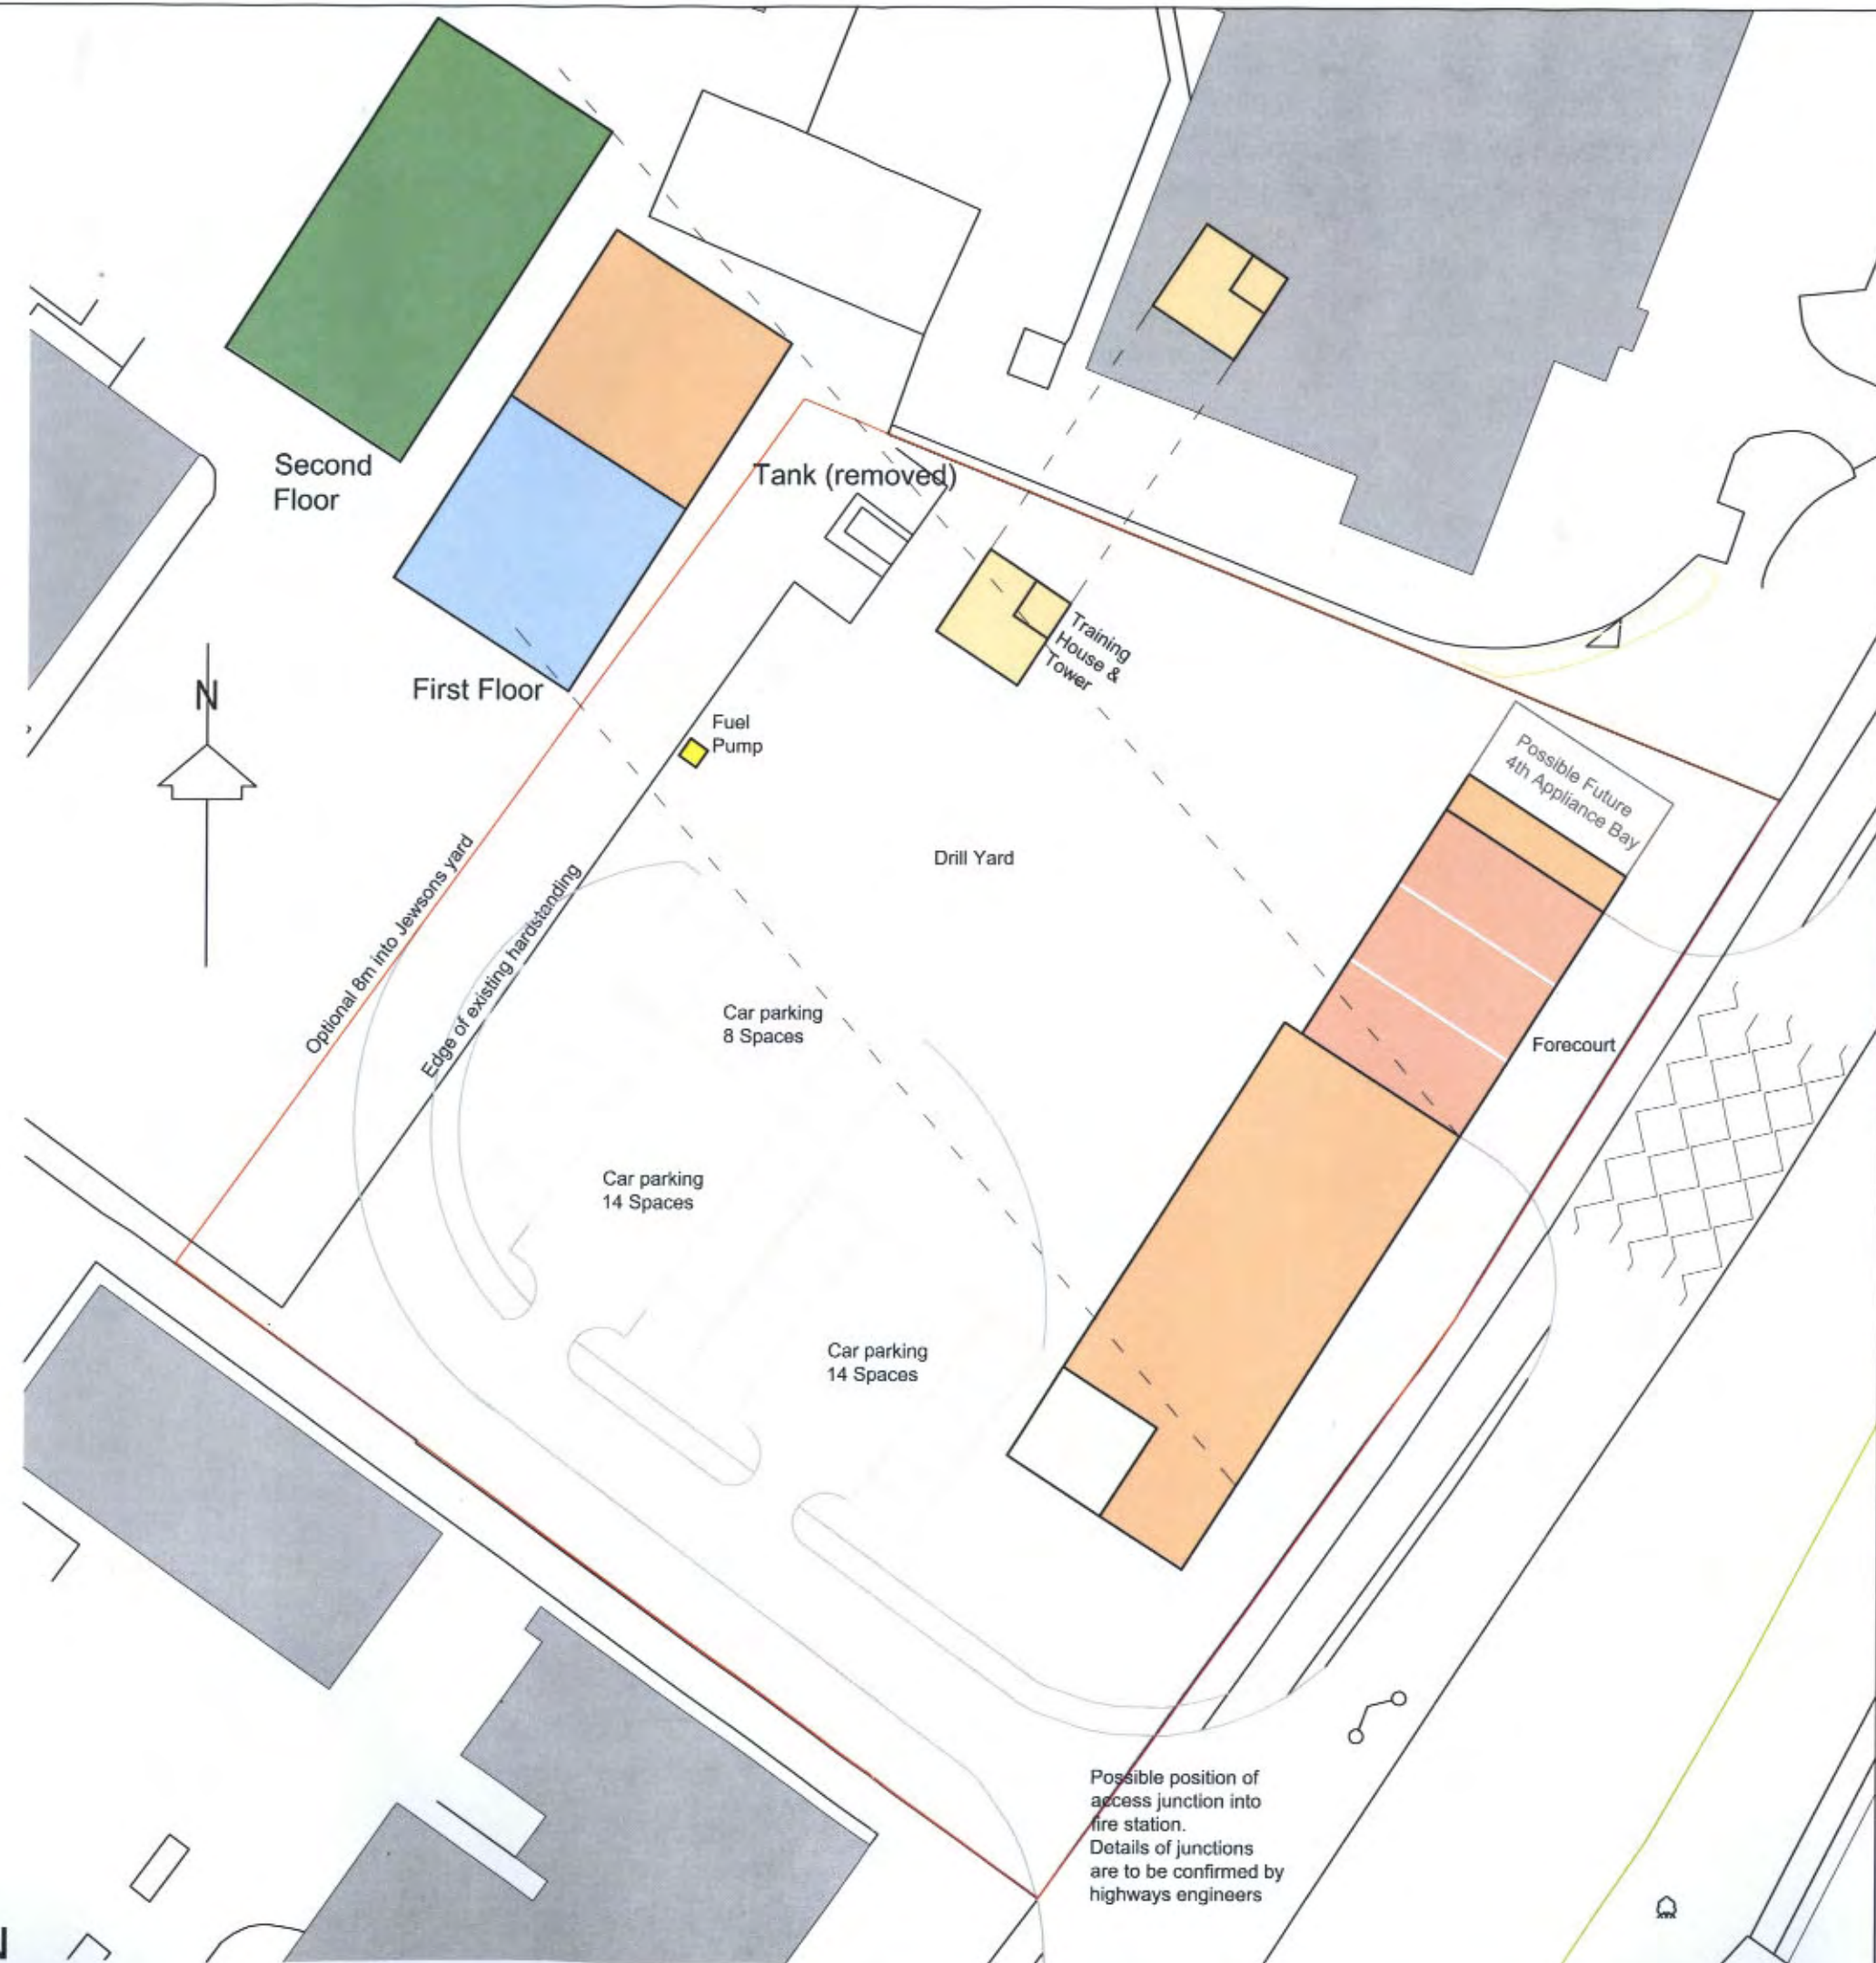 Second
Floor
Tank (removed)
First Floor
N
Training
House &
Tower
Fuel
Pump
Possible Future
4th Appliance Bay
Optional 8m into Jewsons yard
Edge of existing hardstanding
Drill Yard
Car parking
8 Spaces
Forecourt
Car parking
14 Spaces
Car parking
14 Spaces
Possible position of
access junction into
fire station.
Details of junctions
are to be confirmed by
highways engineers